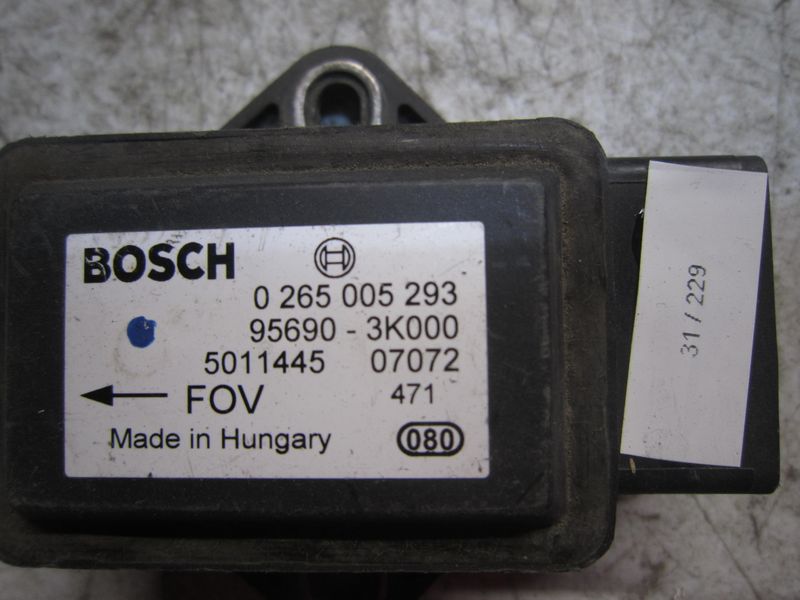 BOSCH
0 265 005 293
95690 - 3K000
5011445 07072
FOV 471
Made in Hungary 080
31 / 229